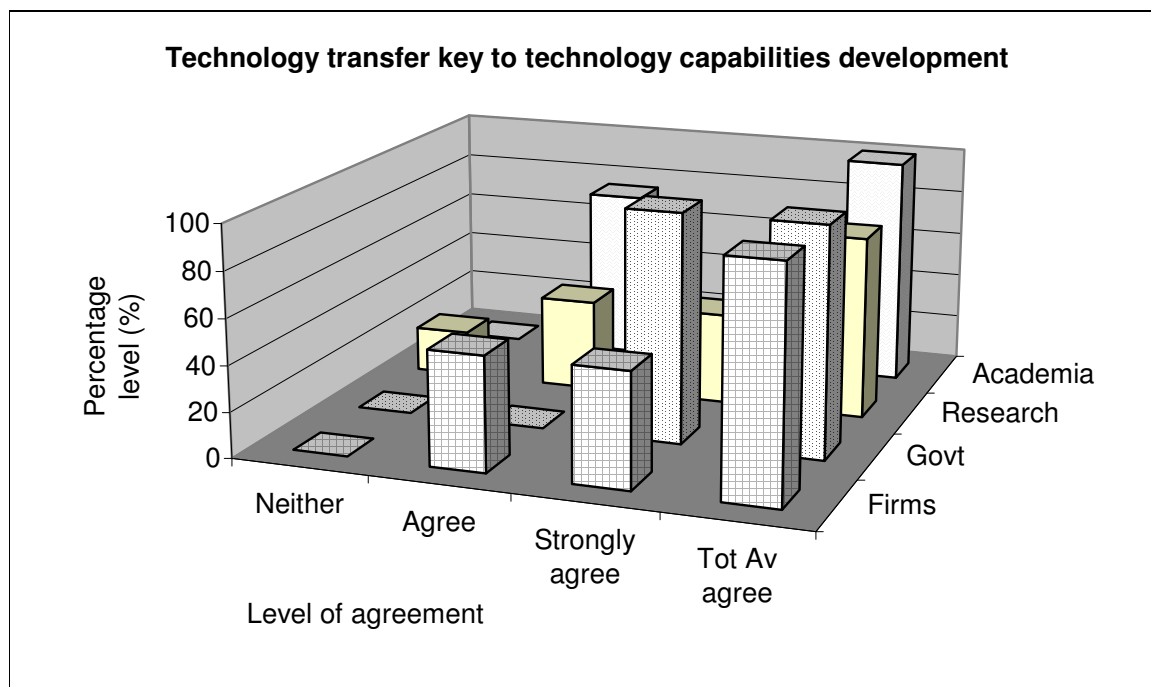 Technology transfer key to technology capabilities development
100
80
60
40
20
0
Percentage
level (%)
Neither
Agree
Strongly
agree
Tot Av
agree
Academia
Research
Govt
Firms
Level of agreement